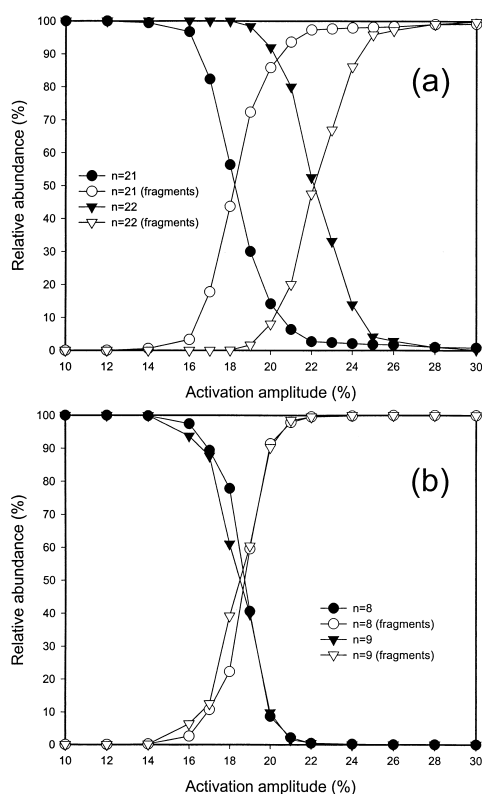 100
90
80
70
60
50
40
30
20
10
0
Relative abundance (%)
(a)
n=21
n=21 (fragments)
n=22
n=22 (fragments)
10 12 14 16 18 20 22 24 26 28 30
Activation amplitude (%)
100
90
80
70
60
50
40
30
20
10
0
Relative abundance (%)
(b)
n=8
n=8 (fragments)
n=9
n=9 (fragments)
10 12 14 16 18 20 22 24 26 28 30
Activation amplitude (%)